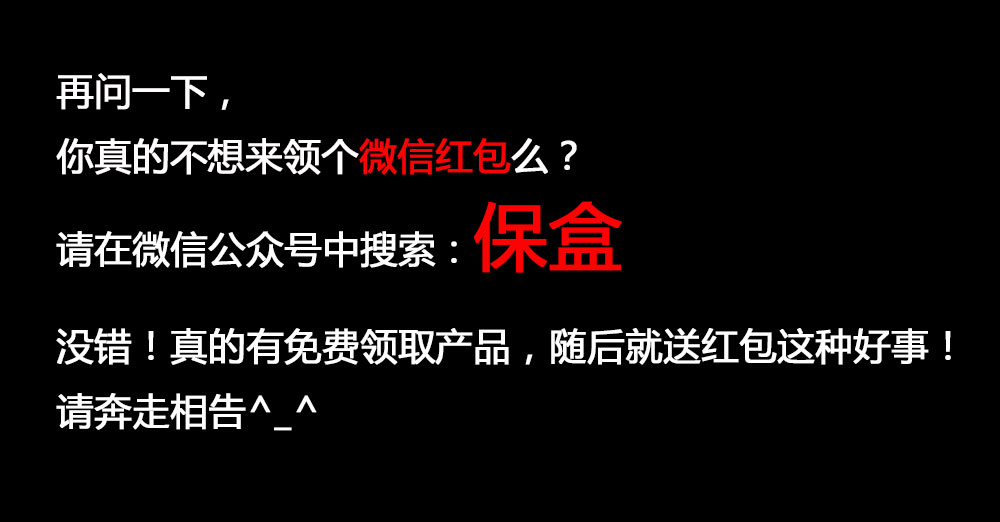 再问一下，
你真的不想来领个微信红包么？
请在微信公众号中搜索：保盒
没错！真的有免费领取产品，随后就送红包这种好事！
请奔走相告^_^